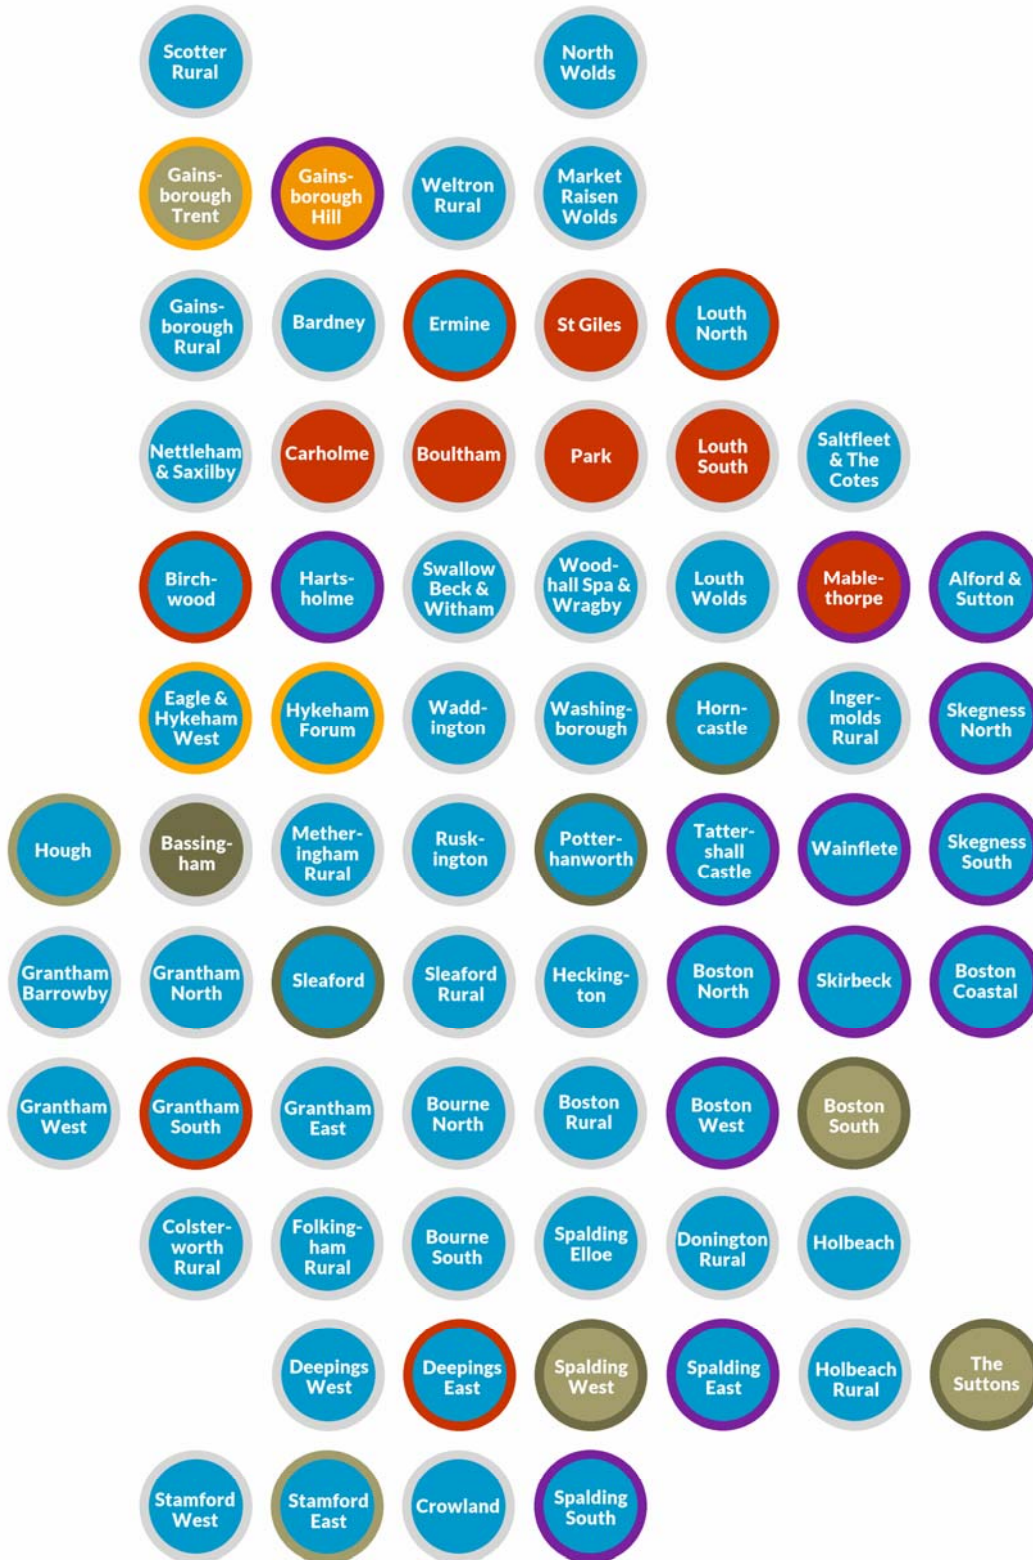 Scotter
Rural
North
Wolds
Gains-
borough
Trent
Gains-
borough
Hill
Weltron
Rural
Market
Raisen
Wolds
Gains-
borough
Rural
Bardney
Ermine
St Giles
Louth
North
Nettleham
& Saxilby
Carholme
Boultham
Park
Louth
South
Saltfleet
& The
Cotes
Birch-
wood
Harts-
holme
Swallow
Beck &
Witham
Wood-
hall Spa &
Wragby
Louth
Wolds
Mable-
thorpe
Alford &
Sutton
Eagle &
Hykeham
West
Hykeham
Forum
Wadd-
ington
Washing-
borough
Horn-
castle
Inger-
molds
Rural
Skegness
North
Hough
Bassing-
ham
Mether-
ingham
Rural
Rusk-
ington
Potter-
hanworth
Tatter-
shall
Castle
Wainflete
Skegness
South
Grantham
Barrowby
Grantham
North
Sleaford
Sleaford
Rural
Hecking-
ton
Boston
North
Skirbeck
Boston
Coastal
Grantham
West
Grantham
South
Grantham
East
Bourne
North
Boston
Rural
Boston
West
Boston
South
Colster-
worth
Rural
Folking-
ham
Rural
Bourne
South
Spalding
Elloe
Donington
Rural
Holbeach
Deepings
West
Deepings
East
Spalding
West
Spalding
East
Holbeach
Rural
The
Suttons
Stamford
West
Stamford
East
Crowland
Spalding
South